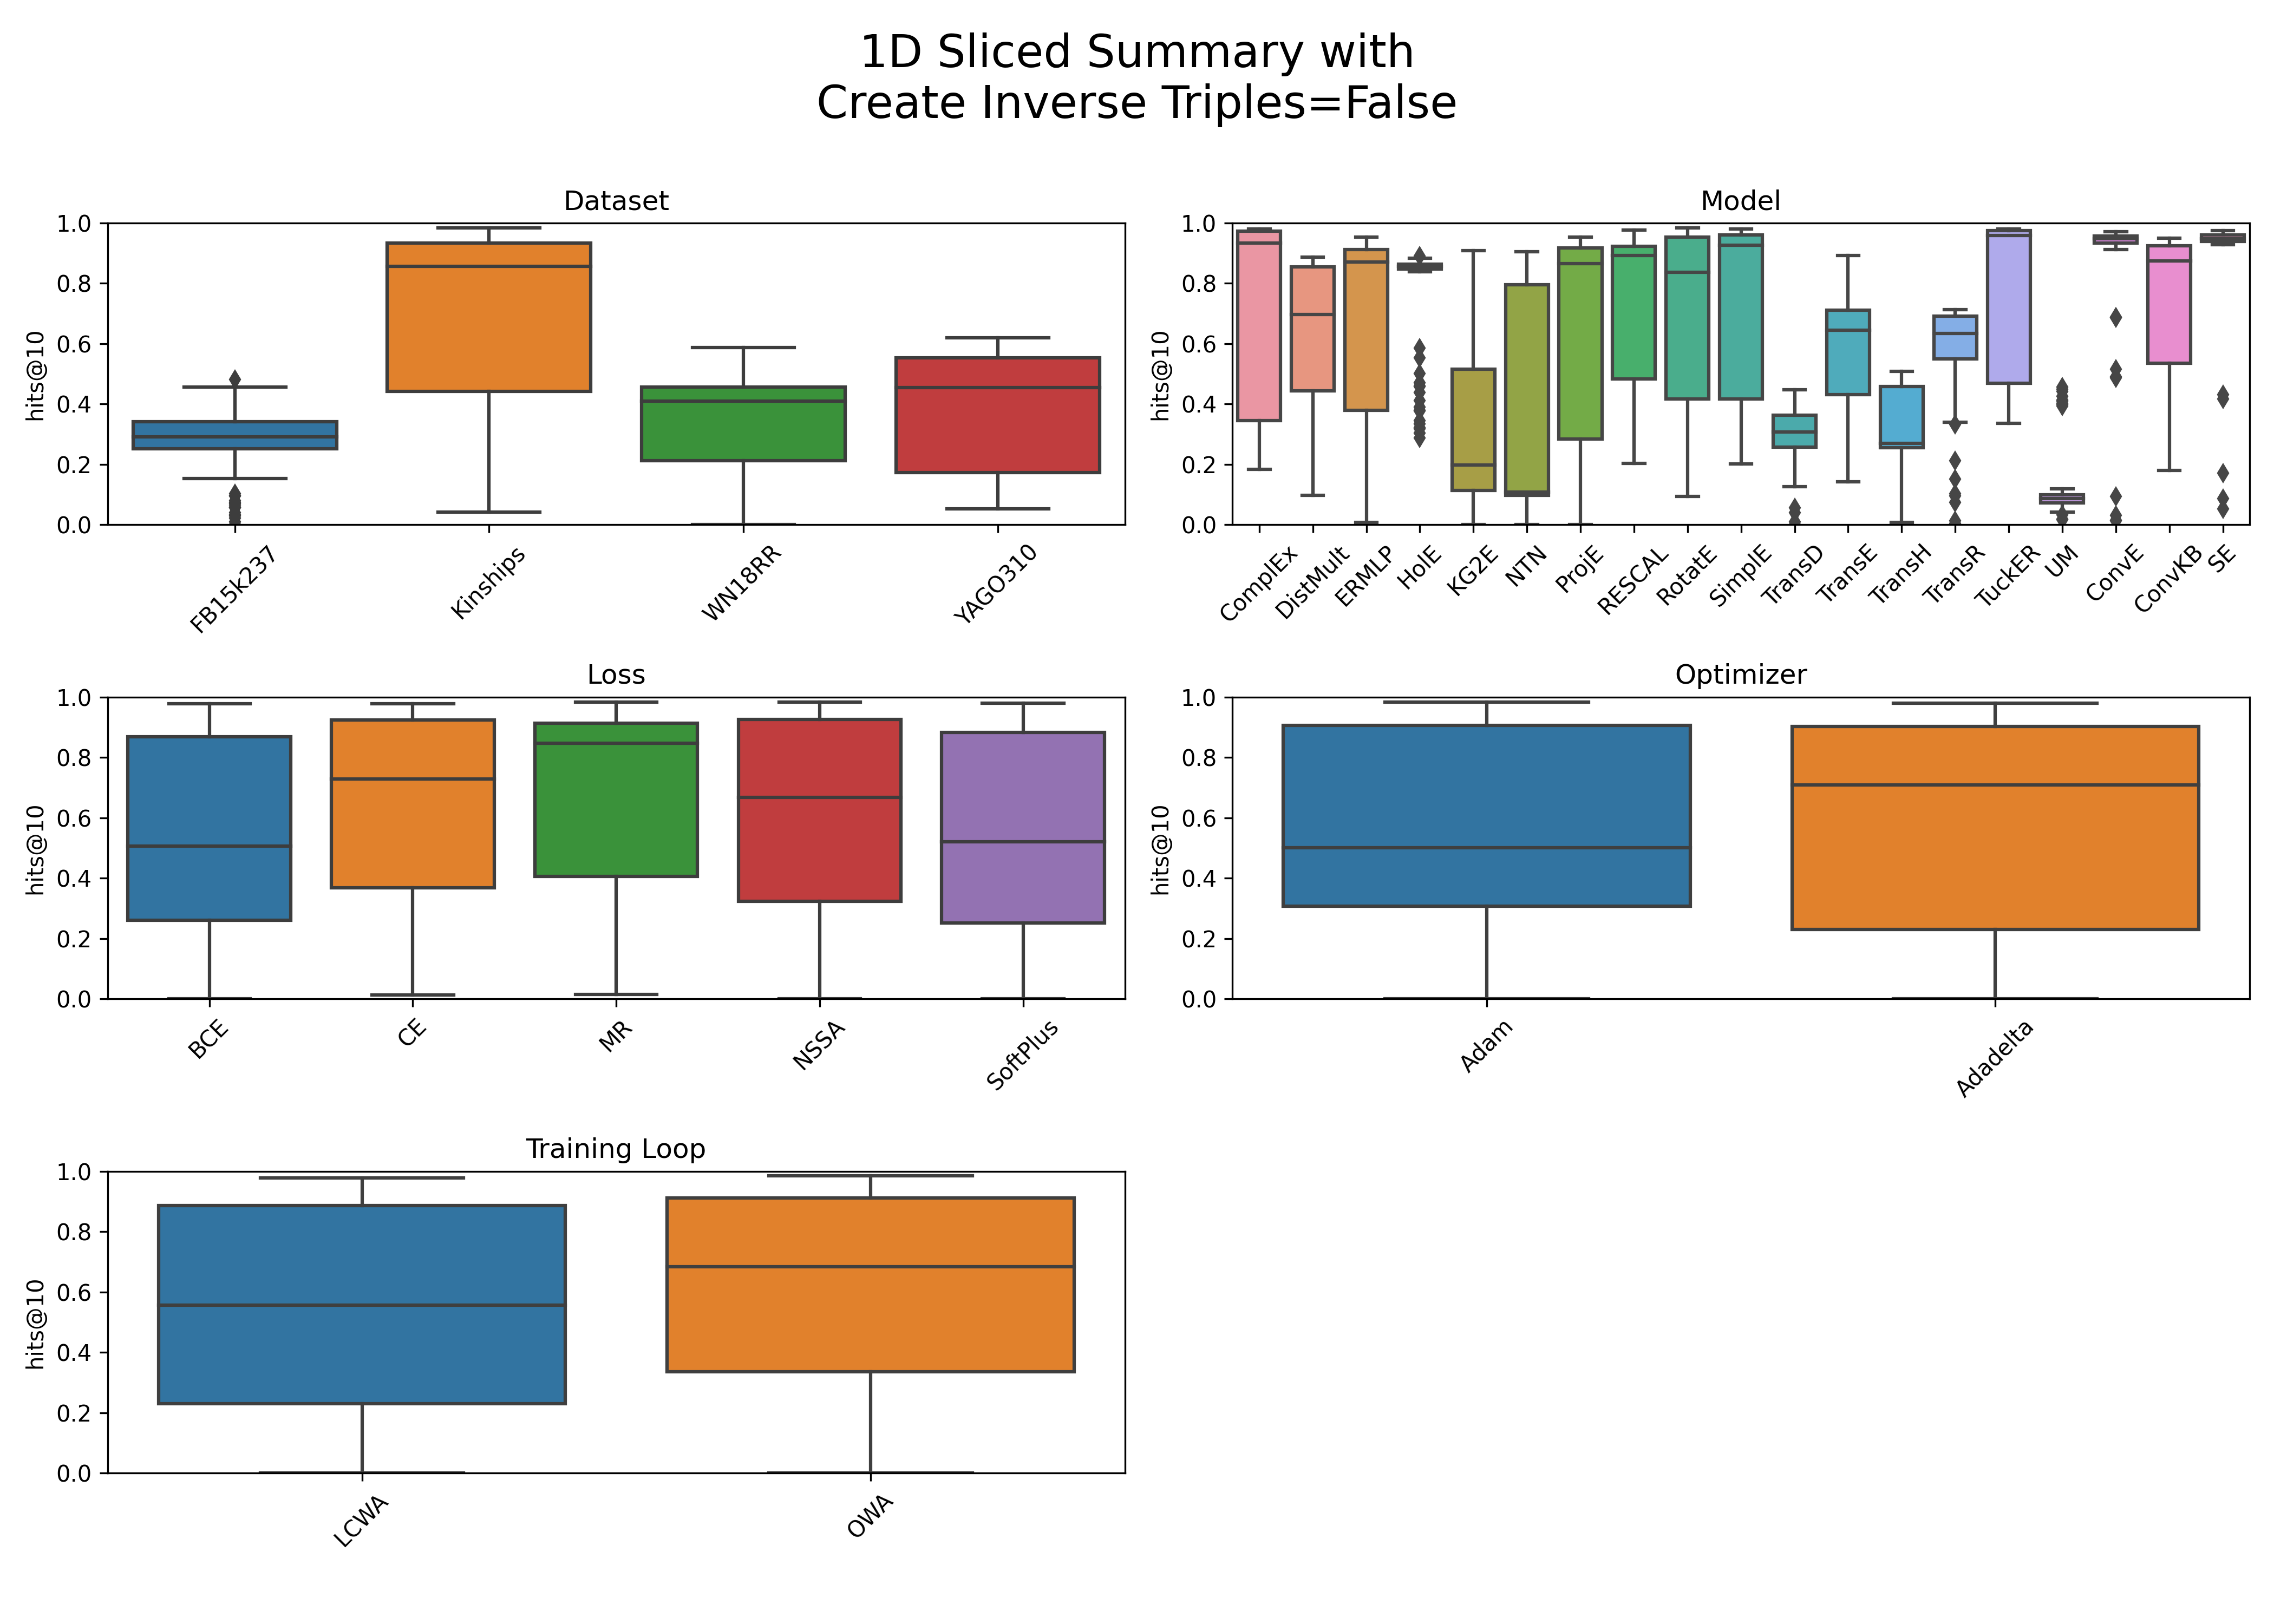 1D Sliced Summary with
Create Inverse Triples=False
Dataset
hits@10
1.0
0.8
0.6
0.4
0.2
0.0
FB15k237
Kinships
WN18RR
YAGO310
Model
hits@10
1.0
0.8
0.6
0.4
0.2
0.0
ComplEx
DistMult
ERMLP
HolE
KG2E
NTN
ProjE
RESCAL
RotatE
SimplE
TransD
TransE
TransH
TransR
TuckER
UM
ConvE
ConvKB
SE
Loss
hits@10
1.0
0.8
0.6
0.4
0.2
0.0
BCE
CE
MR
NSSA
SoftPlus
Optimizer
hits@10
1.0
0.8
0.6
0.4
0.2
0.0
Adam
Adadelta
Training Loop
hits@10
1.0
0.8
0.6
0.4
0.2
0.0
LCWA
OWA